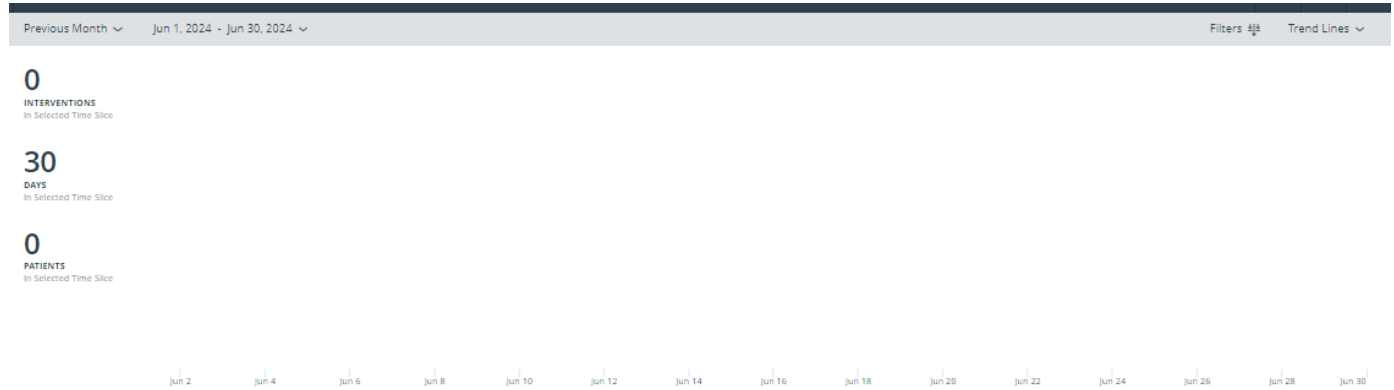 Previous Month Jun 1, 2024 - Jun 30, 2024 Filters Trend Lines
0
INTERVENTIONS
In Selected Time Slice
30
DAYS
In Selected Time Slice
0
PATIENTS
In Selected Time Slice
Jun 2 Jun 4 Jun 6 Jun 8 Jun 10 Jun 12 Jun 14 Jun 16 Jun 18 Jun 20 Jun 22 Jun 24 Jun 26 Jun 28 Jun 30